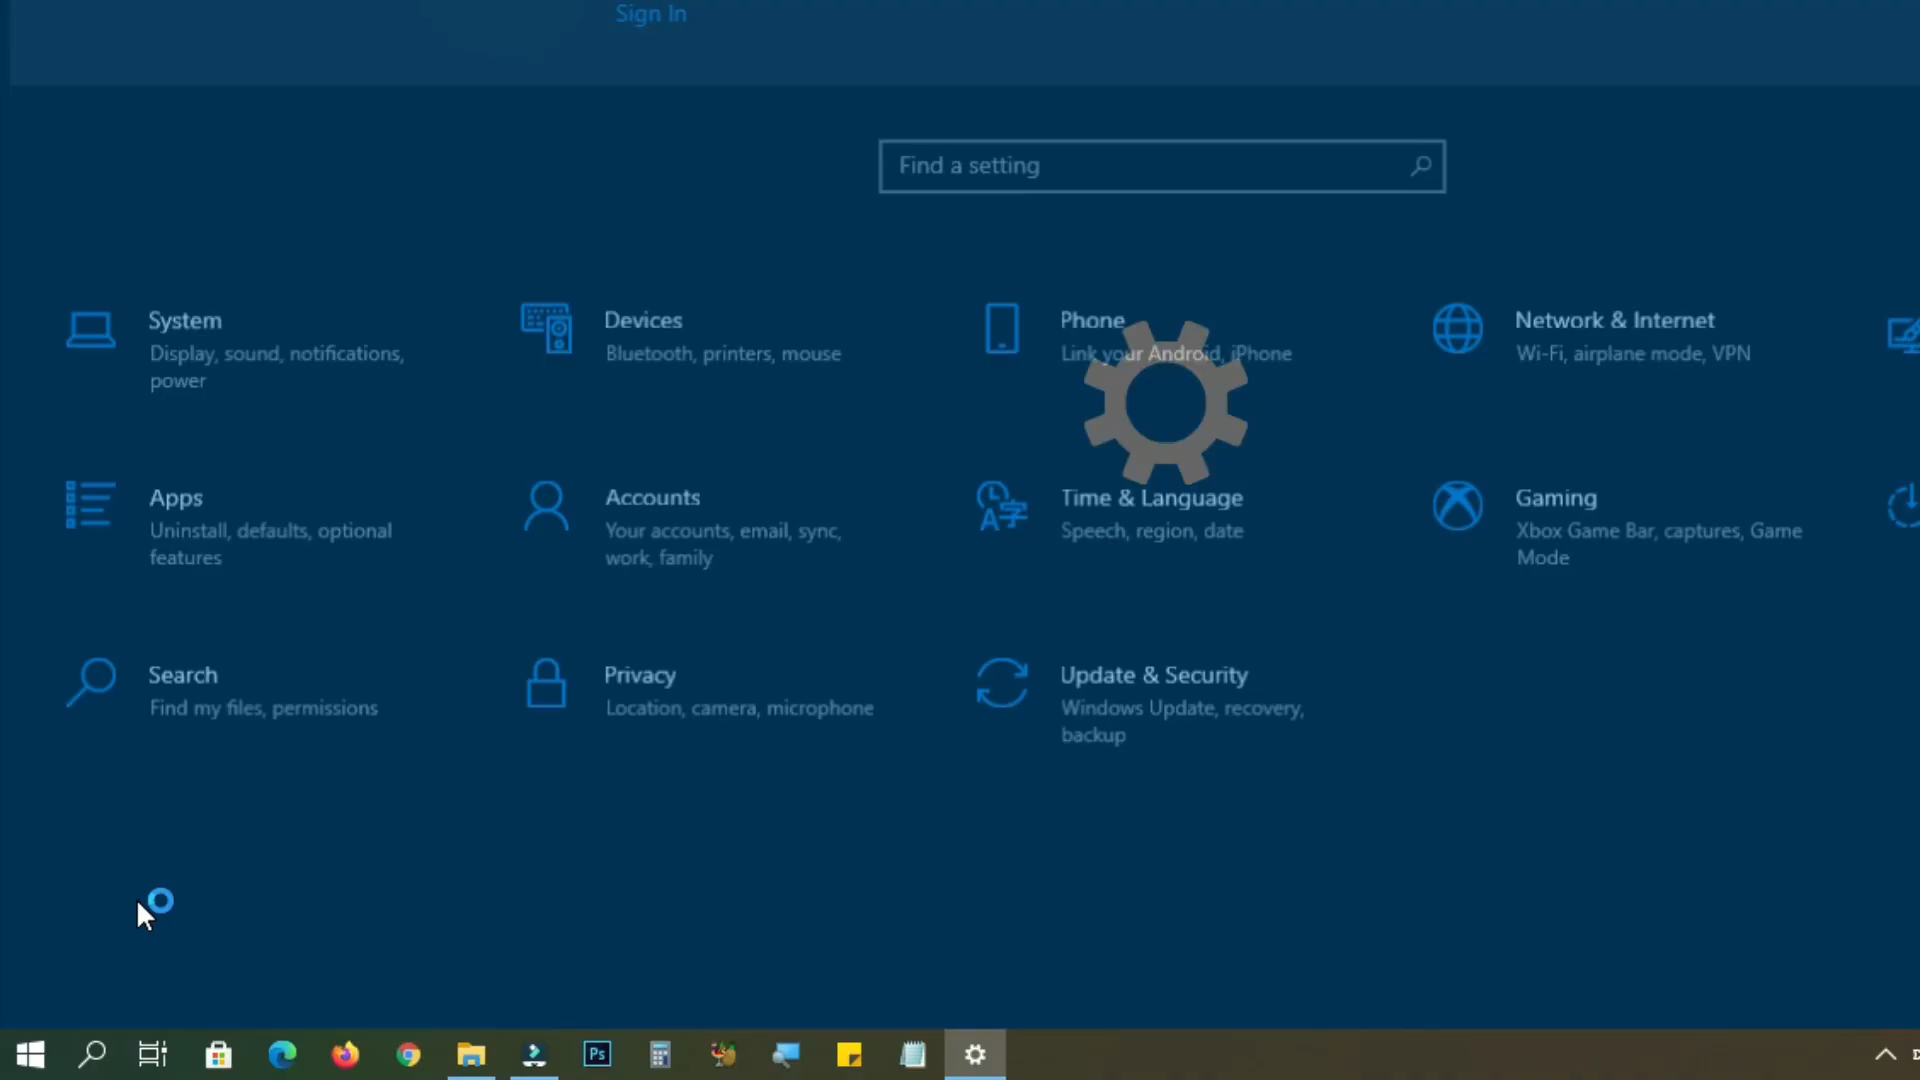 Sign In
Find a setting
System
Display, sound, notifications,
power
Devices
Bluetooth, printers, mouse
Phone
Link your Android, iPhone
Network & Internet
Wi-Fi, airplane mode, VPN
Apps
Uninstall, defaults, optional
features
Accounts
Your accounts, email, sync,
work, family
Time & Language
Speech, region, date
Gaming
Xbox Game Bar, captures, Game
Mode
Search
Find my files, permissions
Privacy
Location, camera, microphone
Update & Security
Windows Update, recovery,
backup
Ps